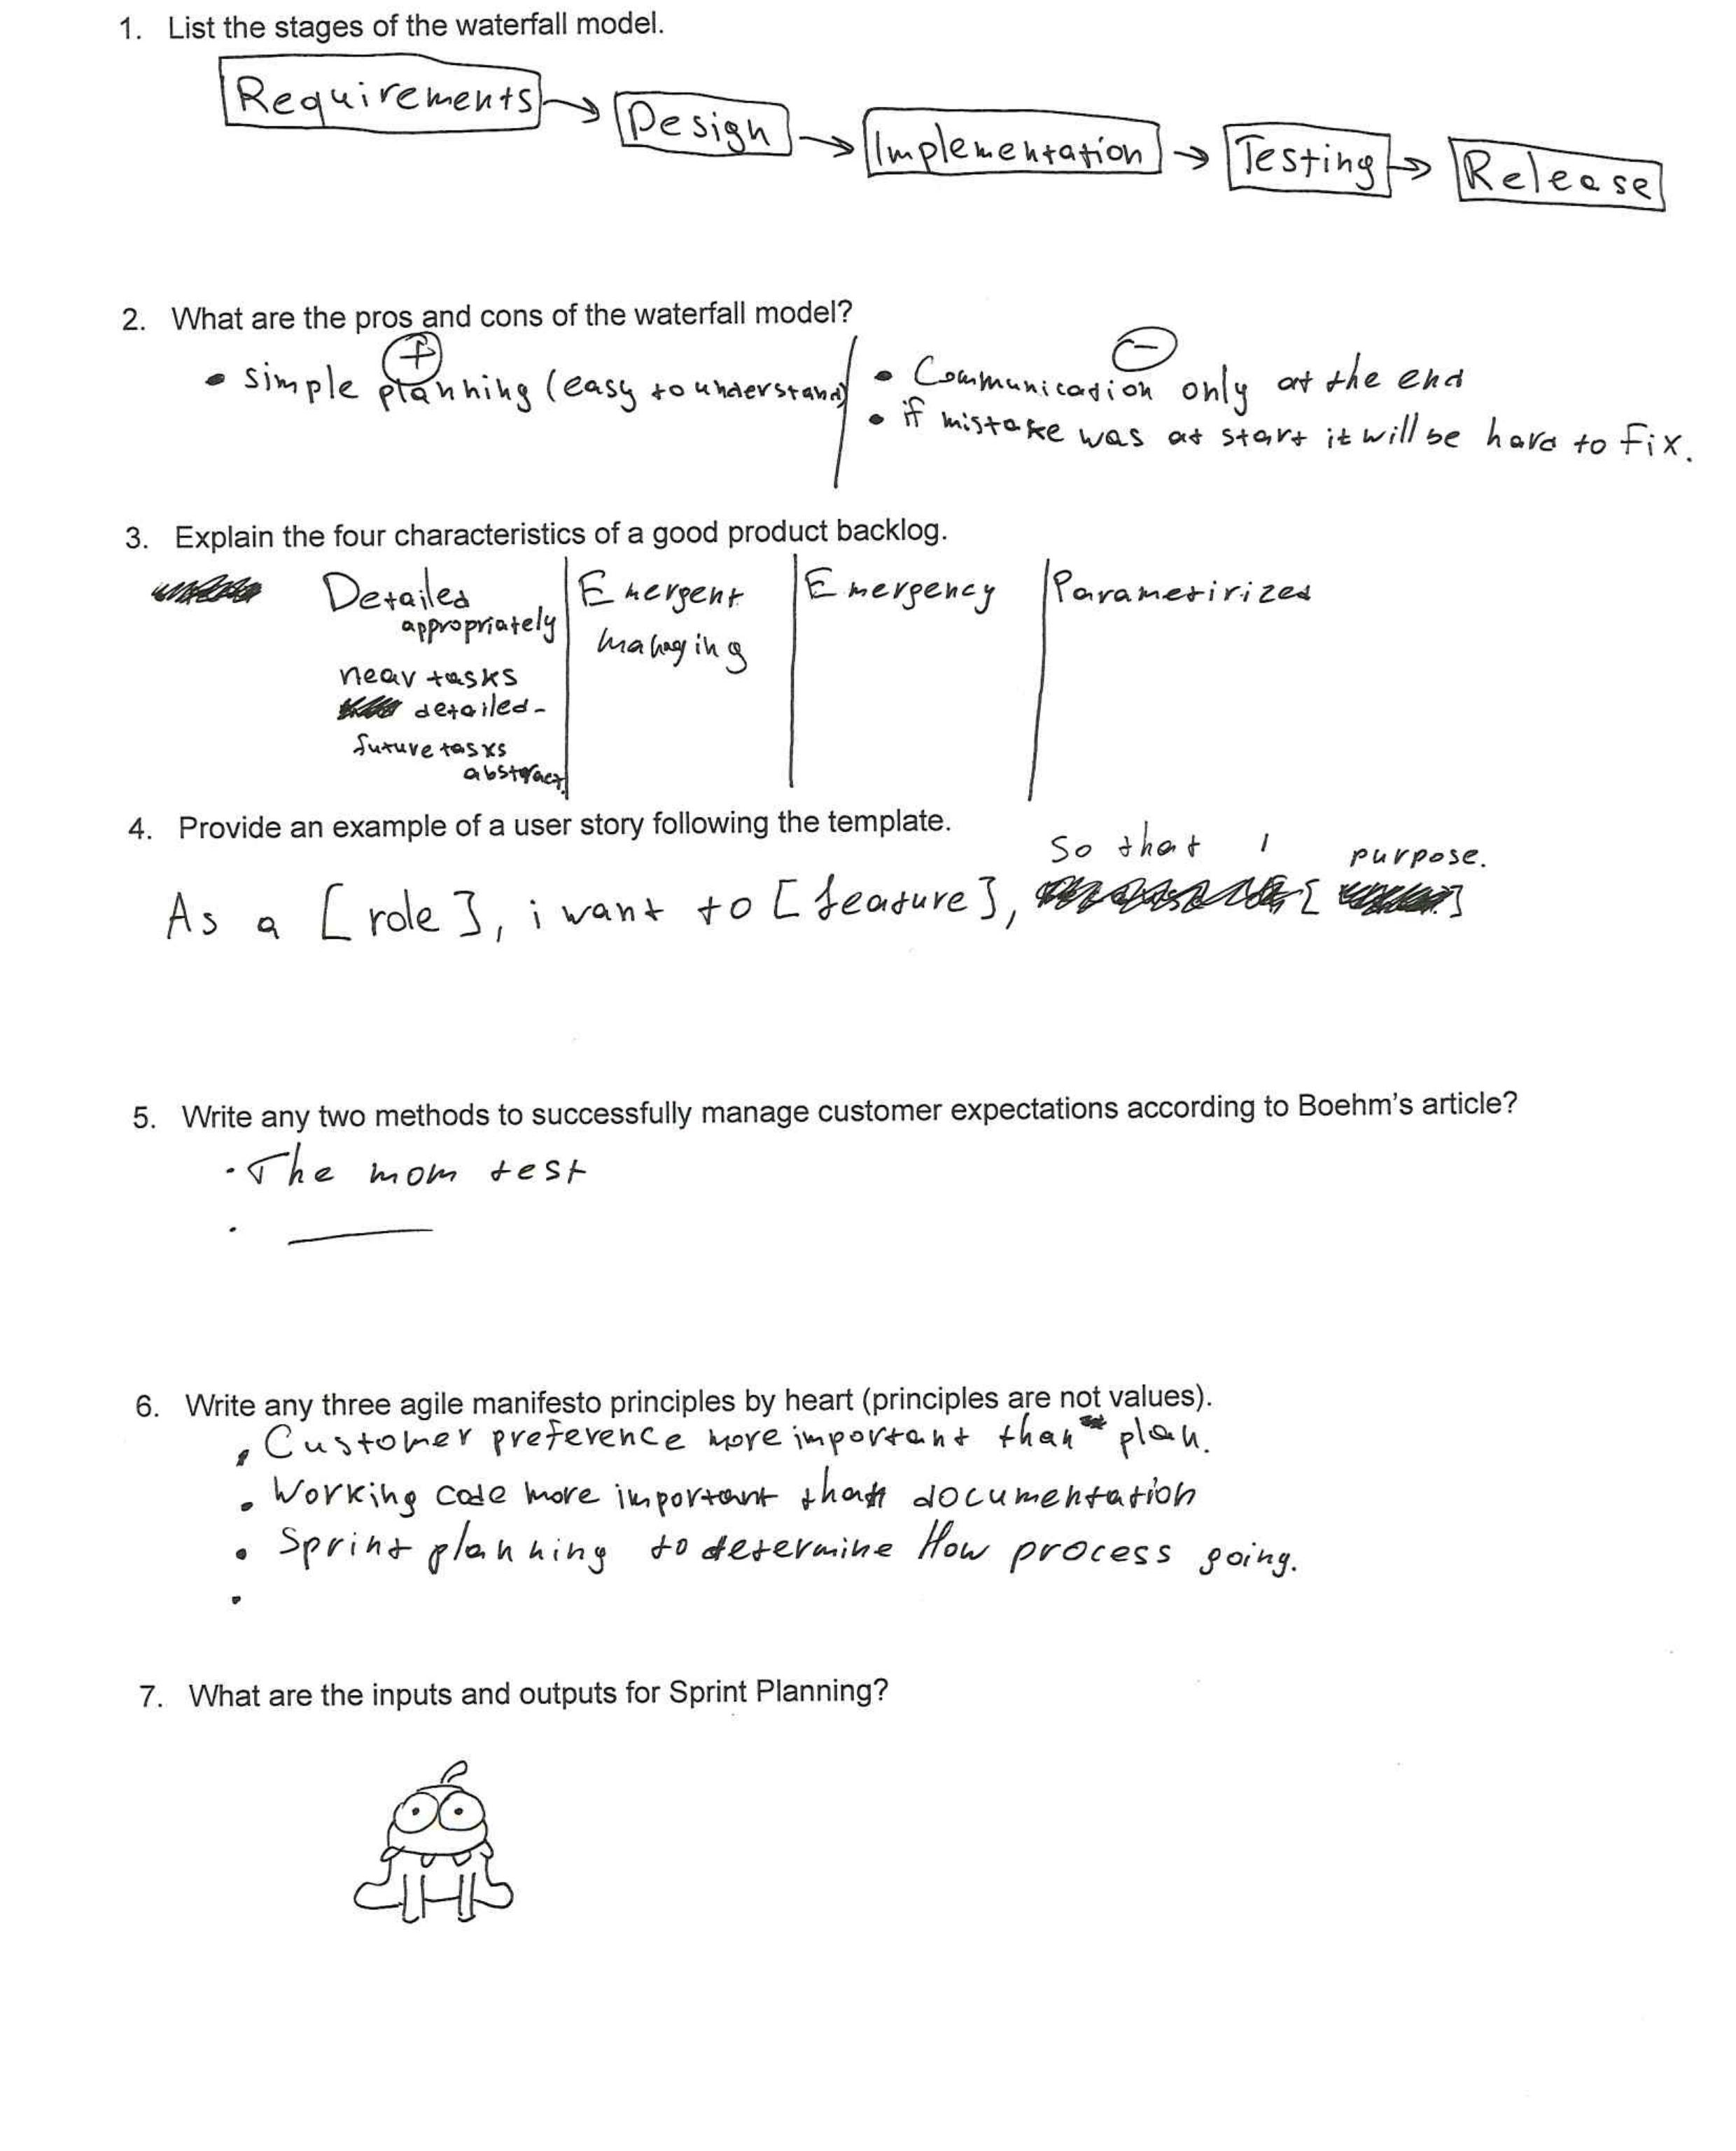 1. List the stages of the waterfall model.
Requirements → Design → Implementation → Testing → Release
2. What are the pros and cons of the waterfall model?
+
• simple planning (easy to understand)
−
• Communication only at the end
• if mistake was at start it will be hard to fix.
3. Explain the four characteristics of a good product backlog.
Detailed
appropriately
near tasks
detailed -
future tasks
abstract.
Emergent
managing
Emergency
Parametirized
4. Provide an example of a user story following the template.
so that I purpose.
As a [role], i want to [feature], [ ]
5. Write any two methods to successfully manage customer expectations according to Boehm's article?
• The mom test
•
6. Write any three agile manifesto principles by heart (principles are not values).
• Customer preference more important than plan.
• Working code more important than documentation
• Sprint planning to determine How process going.
•
7. What are the inputs and outputs for Sprint Planning?